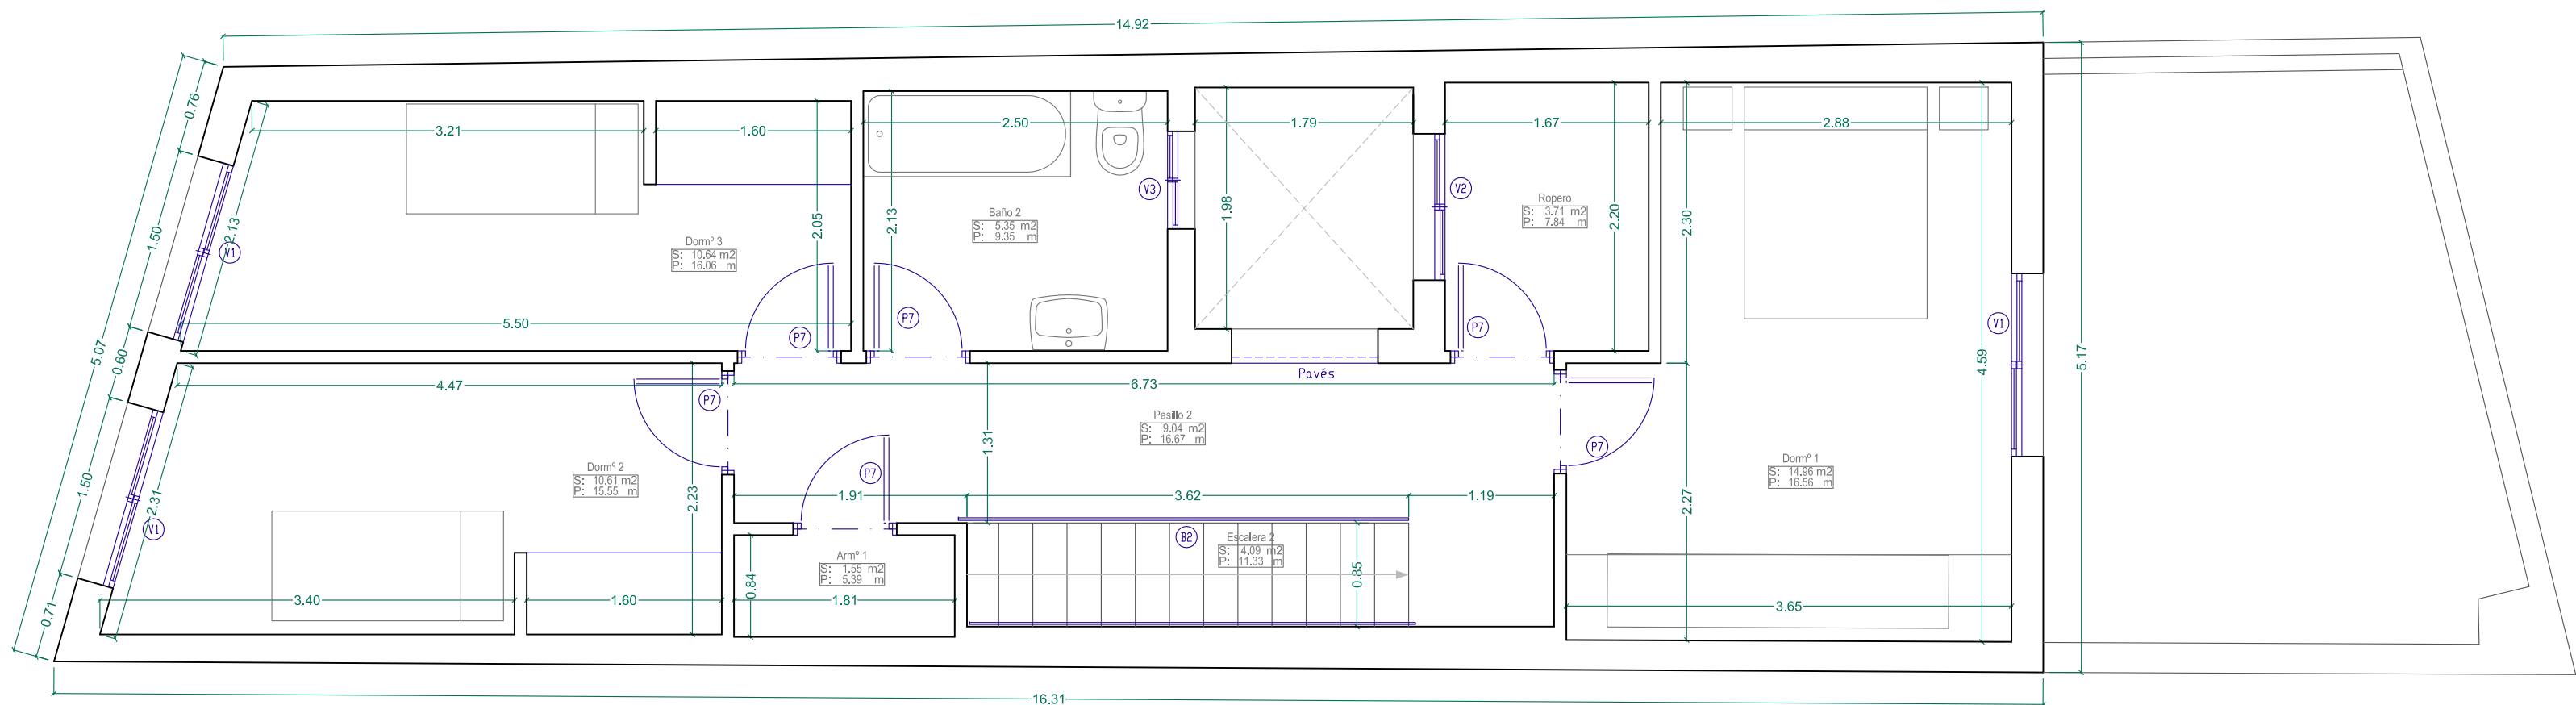 14.92
0.76
3.21
1.60
2.50
1.79
1.67
2.88
V3
V2
1.50
2.13
V1
2.05
2.13
1.98
2.20
2.30
Dormº 3
S: 10.64 m2
P: 16.06 m
Baño 2
S: 5.35 m2
P: 9.35 m
Ropero
S: 3.71 m2
P: 7.84 m
5.50
P7
P7
P7
V1
5.07
0.60
4.59
5.17
Pavés
4.47
P7
6.73
Pasillo 2
S: 9.04 m2
P: 16.67 m
1.31
P7
P7
Dormº 2
S: 10.61 m2
P: 15.55 m
Dormº 1
S: 14.96 m2
P: 16.56 m
1.50
2.31
V1
2.23
1.91
3.62
1.19
2.27
B2
Escalera 2
S: 4.09 m2
P: 11.33 m
Armº 1
S: 1.55 m2
P: 5.39 m
0.84
0.85
0.71
3.40
1.60
1.81
3.65
16.31